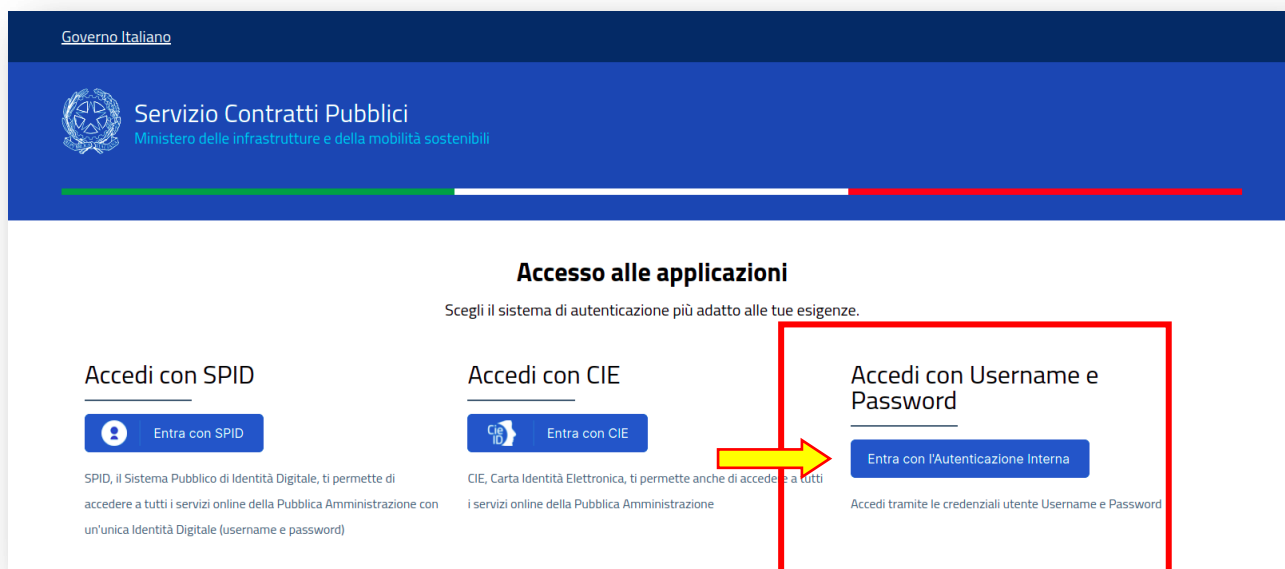 Governo Italiano
Servizio Contratti Pubblici
Ministero delle infrastrutture e della mobilità sostenibili
Accesso alle applicazioni
Scegli il sistema di autenticazione più adatto alle tue esigenze.
Accedi con SPID
Entra con SPID
SPID, il Sistema Pubblico di Identità Digitale, ti permette di
accedere a tutti i servizi online della Pubblica Amministrazione con
un'unica Identità Digitale (username e password)
Accedi con CIE
Cie
ID
Entra con CIE
CIE, Carta Identità Elettronica, ti permette anche di accedere a tutti
i servizi online della Pubblica Amministrazione
Accedi con Username e
Password
Entra con l'Autenticazione Interna
Accedi tramite le credenziali utente Username e Password